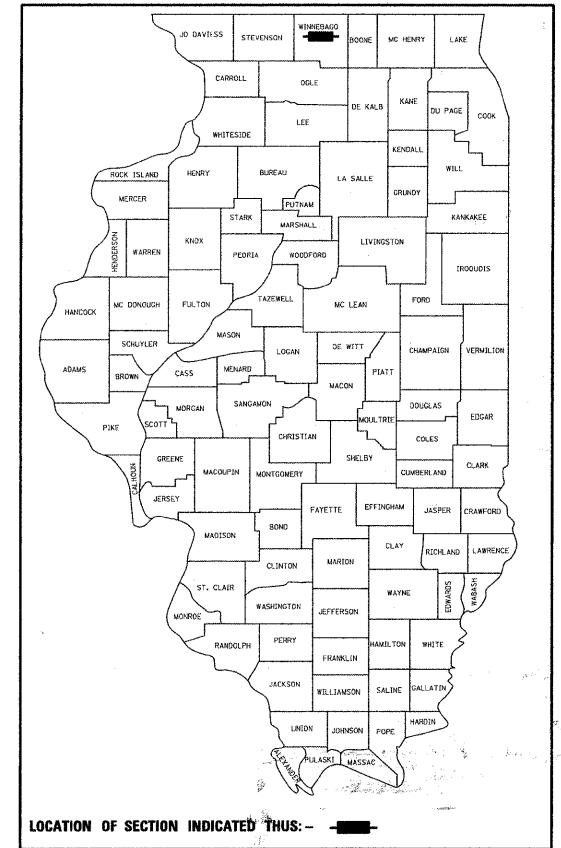 WINNEBAGO
JO DAVIESS STEVENSON BOONE MC HENRY LAKE
CARROLL OGLE
DE KALB KANE DU PAGE COOK
WHITESIDE LEE
KENDALL
WILL
ROCK ISLAND HENRY BUREAU LA SALLE
MERCER GRUNDY
PUTNAM
STARK MARSHALL KANKAKEE
HENDERSON WARREN KNOX
PEORIA WOODFORD LIVINGSTON
IROQUOIS
TAZEWELL
HANCOCK MC DONOUGH FULTON MC LEAN FORD
MASON
SCHUYLER LOGAN DE WITT CHAMPAIGN VERMILION
ADAMS BROWN CASS MENARD PIATT
MACON
MORGAN SANGAMON DOUGLAS
PIKE SCOTT MOULTRIE EDGAR
CHRISTIAN COLES
GREENE SHELBY
CALHOUN MACOUPIN MONTGOMERY CUMBERLAND CLARK
JERSEY
FAYETTE EFFINGHAM JASPER CRAWFORD
BOND
MADISON CLAY
CLINTON MARION RICHLAND LAWRENCE
ST. CLAIR WAYNE EDWARDS WABASH
WASHINGTON JEFFERSON
MONROE
RANDOLPH PERRY HAMILTON WHITE
FRANKLIN
JACKSON WILLIAMSON SALINE GALLATIN
UNION JOHNSON POPE HARDIN
ALEXANDER PULASKI MASSAC
LOCATION OF SECTION INDICATED THUS: -